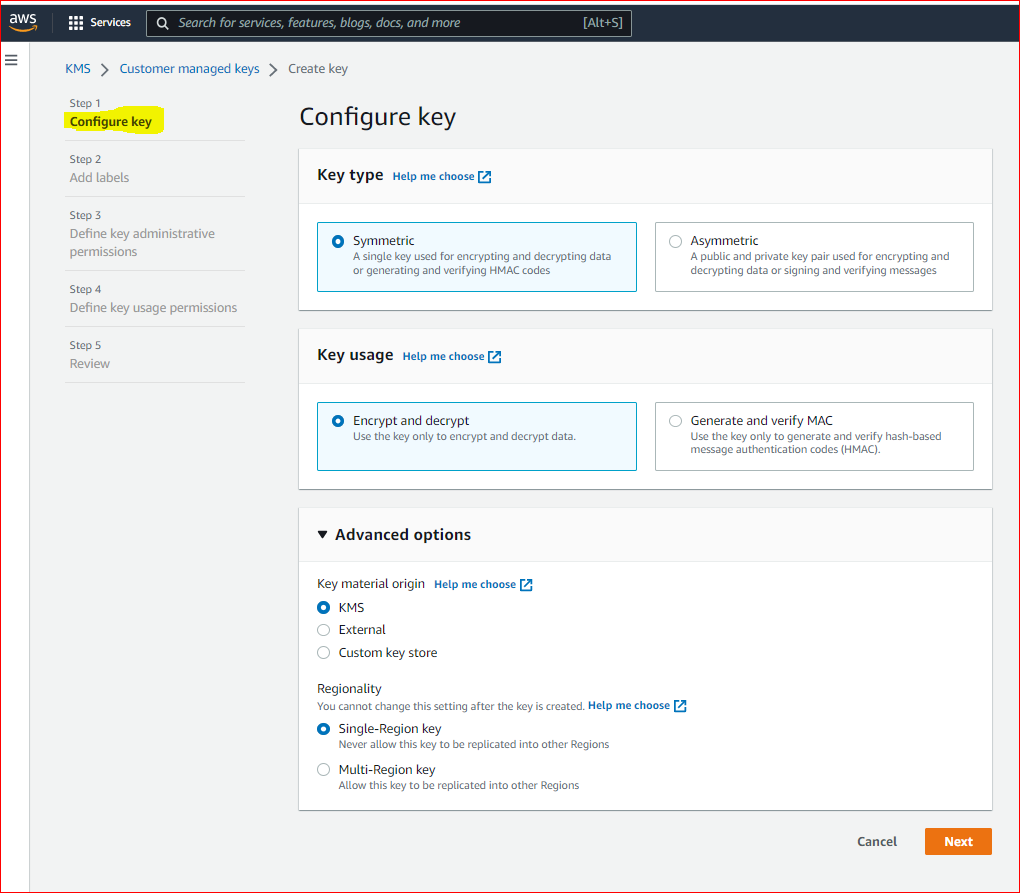 aws Services Search for services, features, blogs, docs, and more [Alt+S]
KMS Customer managed keys Create key
Step 1
Configure key
Step 2
Add labels
Step 3
Define key administrative
permissions
Step 4
Define key usage permissions
Step 5
Review
Configure key
Key type Help me choose
Symmetric
A single key used for encrypting and decrypting data
or generating and verifying HMAC codes
Asymmetric
A public and private key pair used for encrypting and
decrypting data or signing and verifying messages
Key usage Help me choose
Encrypt and decrypt
Use the key only to encrypt and decrypt data.
Generate and verify MAC
Use the key only to generate and verify hash-based
message authentication codes (HMAC).
Advanced options
Key material origin Help me choose
KMS
External
Custom key store
Regionality
You cannot change this setting after the key is created. Help me choose
Single-Region key
Never allow this key to be replicated into other Regions
Multi-Region key
Allow this key to be replicated into other Regions
Cancel Next